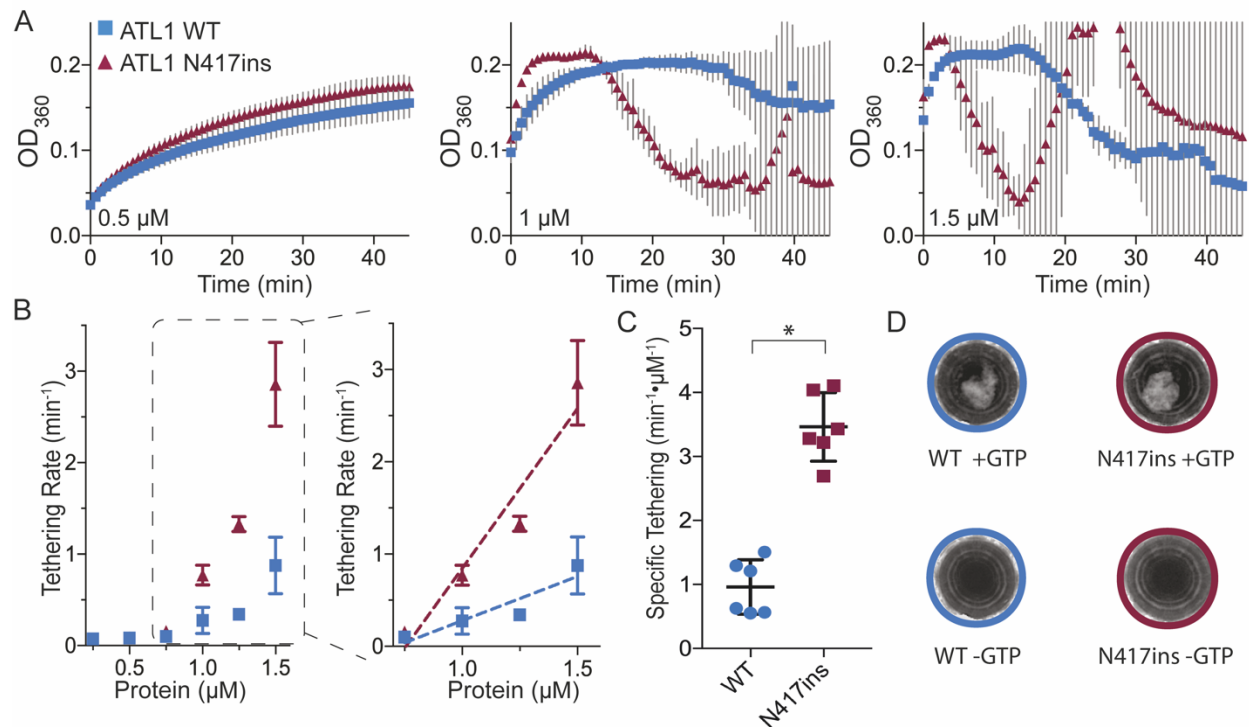 A
ATL1 WT
ATL1 N417ins
OD360
0.2
0.1
0.0
0.5 µM
0 10 20 30 40
Time (min)
OD360
0.2
0.1
0.0
1 µM
0 10 20 30 40
Time (min)
OD360
0.2
0.1
0.0
1.5 µM
0 10 20 30 40
Time (min)
B
Tethering Rate (min-1)
3
2
1
0
0.5 1.0 1.5
Protein (µM)
Tethering Rate (min-1)
3
2
1
0
1.0 1.5
Protein (µM)
C
Specific Tethering (min-1•µM-1)
5
4
3
2
1
0
*
WT
N417ins
D
WT +GTP
N417ins +GTP
WT -GTP
N417ins -GTP